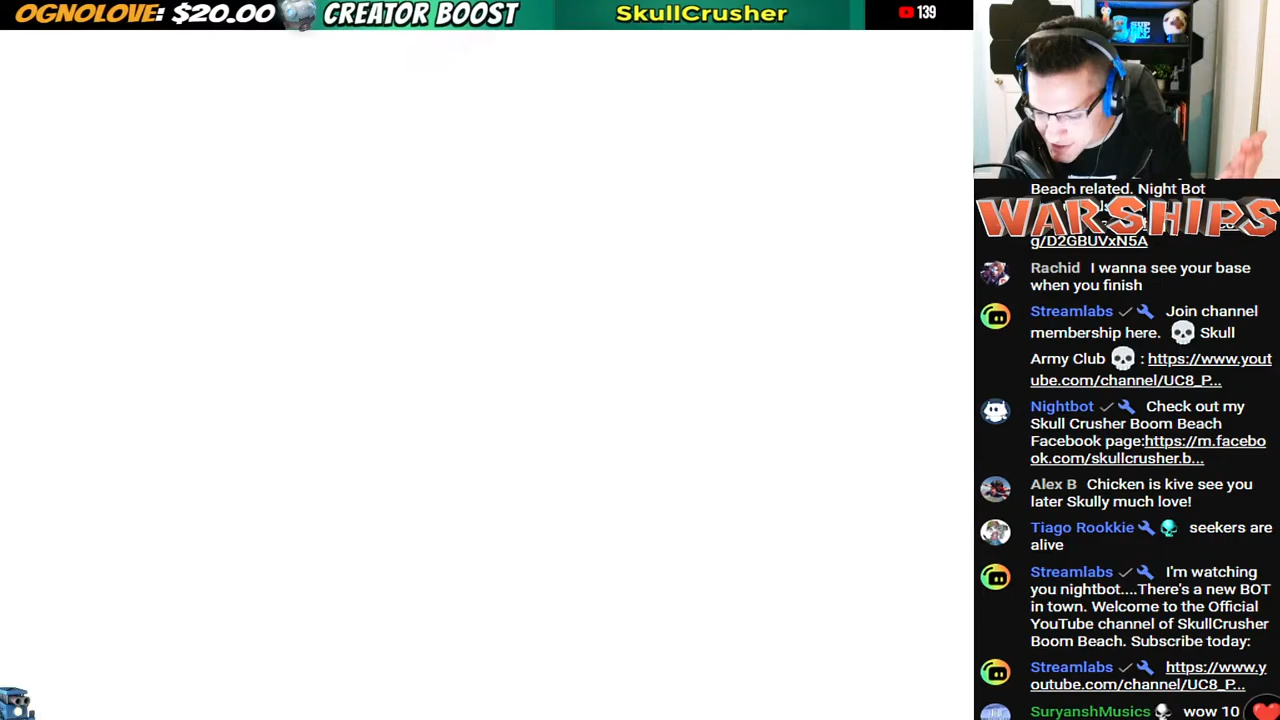 OGNOLOVE: $20.00 CREATOR BOOST SkullCrusher 139
Beach related. Night Bot
WARSHIPS
g/D2GBUVxN5A
Rachid I wanna see your base
when you finish
Streamlabs Join channel
membership here. Skull
Army Club : https://www.yout
ube.com/channel/UC8_P...
Nightbot Check out my
Skull Crusher Boom Beach
Facebook page:https://m.facebo
ok.com/skullcrusher.b...
Alex B Chicken is kive see you
later Skully much love!
Tiago Rookkie seekers are
alive
Streamlabs I'm watching
you nightbot....There's a new BOT
in town. Welcome to the Official
YouTube channel of SkullCrusher
Boom Beach. Subscribe today:
Streamlabs https://www.y
outube.com/channel/UC8_P...
SuryanshMusics wow 10